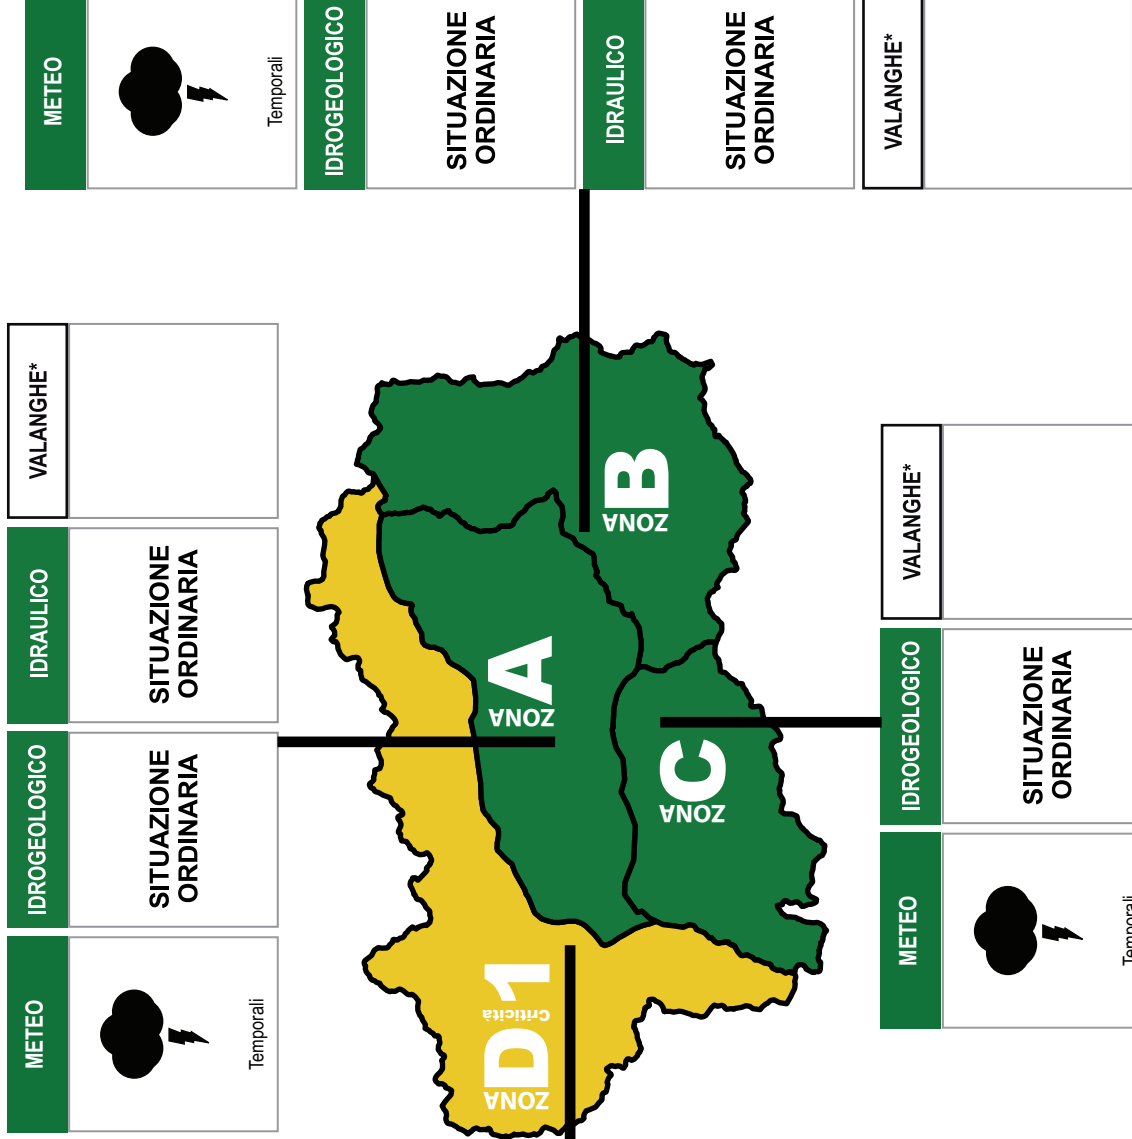 METEO
IDROGEOLOGICO
IDRAULICO
VALANGHE*
Temporali
SITUAZIONE
ORDINARIA
SITUAZIONE
ORDINARIA
METEO
Temporali
IDROGEOLOGICO
SITUAZIONE
ORDINARIA
IDRAULICO
SITUAZIONE
ORDINARIA
VALANGHE*
ZONA
D1
Criticità
ZONA
A
ZONA
B
ZONA
C
METEO
IDROGEOLOGICO
VALANGHE*
Temporali
SITUAZIONE
ORDINARIA